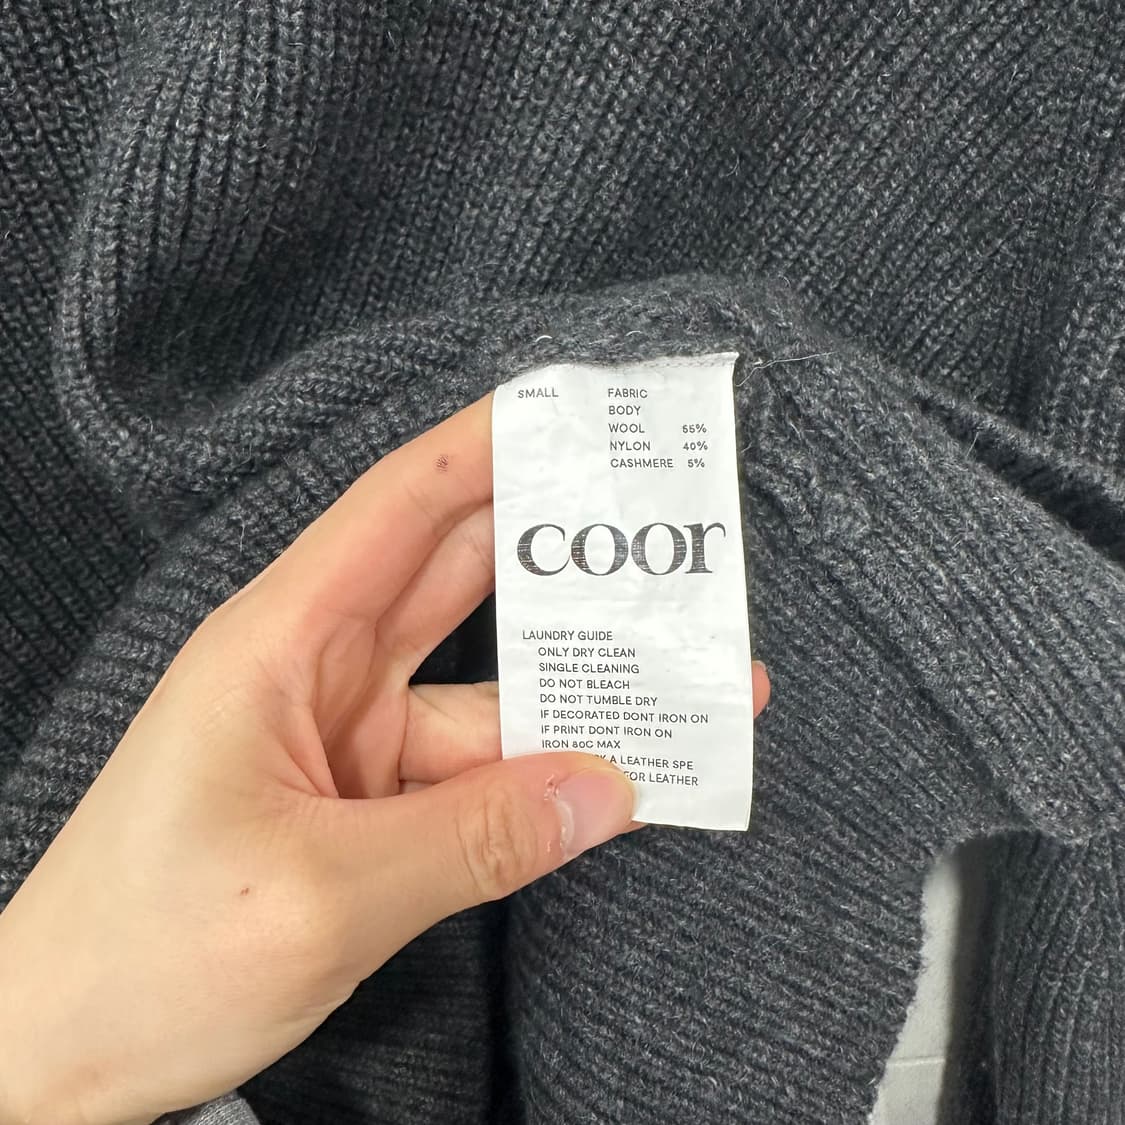 SMALL
FABRIC
BODY
WOOL 55%
NYLON 40%
CASHMERE 5%
coor
LAUNDRY GUIDE
ONLY DRY CLEAN
SINGLE CLEANING
DO NOT BLEACH
DO NOT TUMBLE DRY
IF DECORATED DONT IRON ON
IF PRINT DONT IRON ON
IRON 80C MAX
A LEATHER SPE
FOR LEATHER